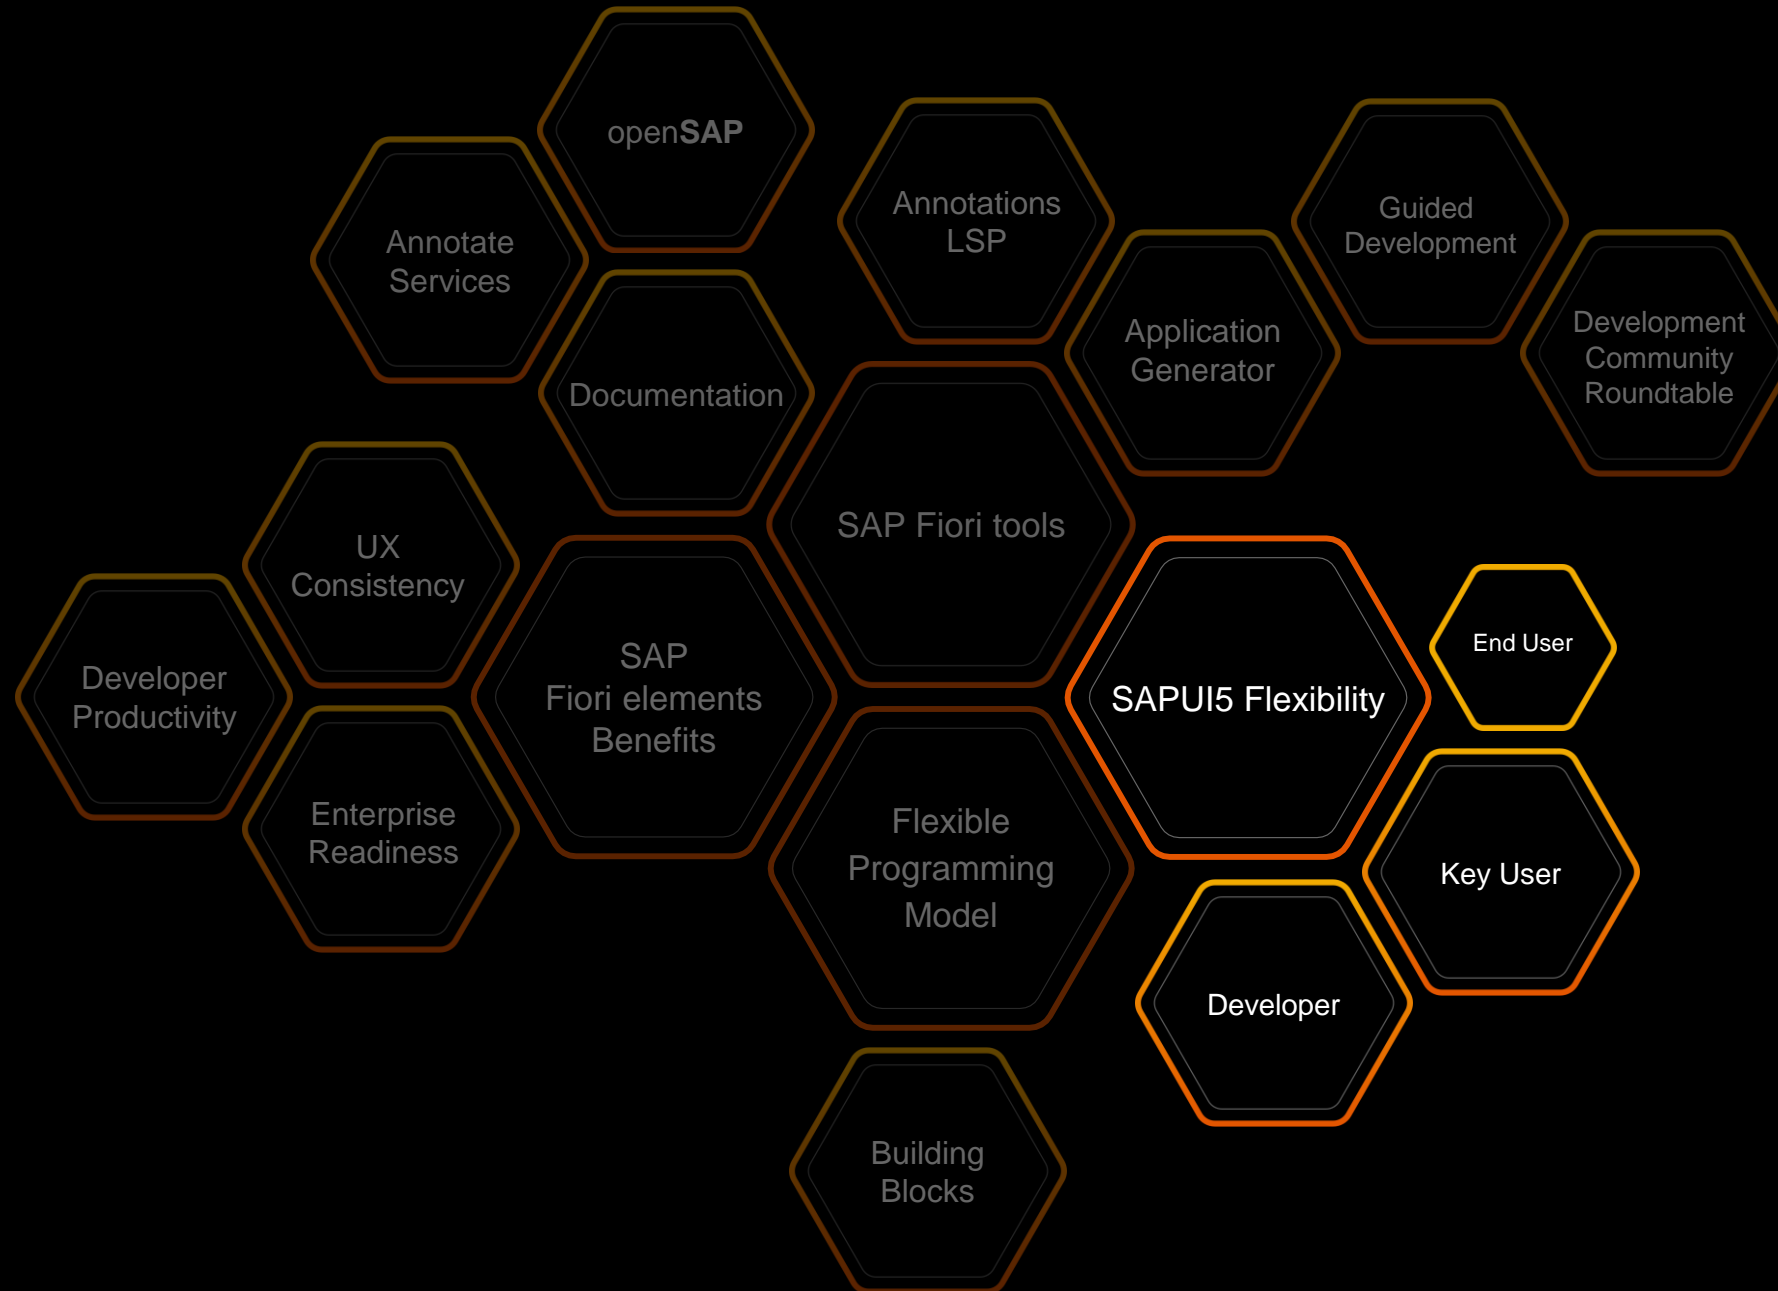 openSAP
Annotate
Services
Documentation
Annotations
LSP
Application
Generator
Guided
Development
Development
Community
Roundtable
SAP Fiori tools
UX
Consistency
Developer
Productivity
Enterprise
Readiness
SAP
Fiori elements
Benefits
SAPUI5 Flexibility
End User
Key User
Developer
Flexible
Programming
Model
Building
Blocks